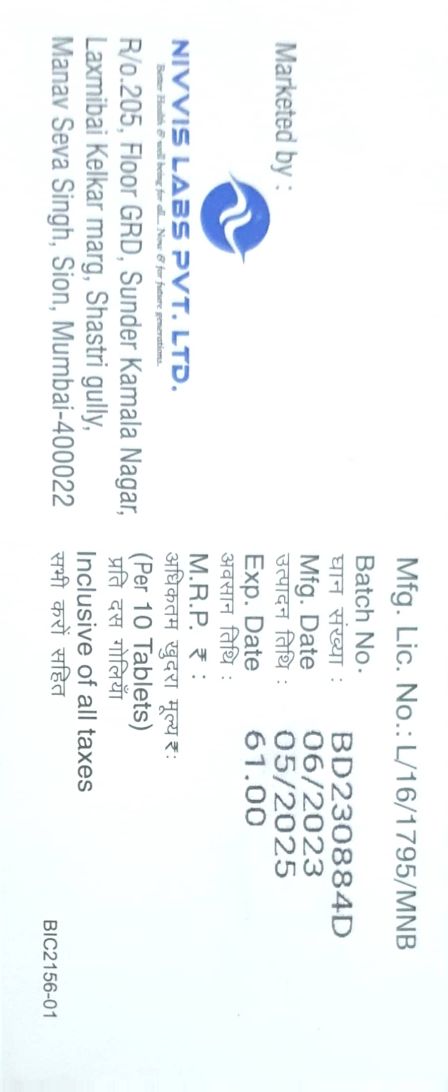 Marketed by :
NIVVIS LABS PVT. LTD.
Better Health & well being for all... Now & for future generations.
R/o.205, Floor GRD, Sunder Kamala Nagar,
Laxmibai Kelkar marg, Shastri gully,
Manav Seva Singh, Sion, Mumbai-400022
Mfg. Lic. No.: L/16/1795/MNB
Batch No.
घान संख्या : BD230884D
Mfg. Date 06/2023
उत्पादन तिथि : 05/2025
Exp. Date 61.00
अवसान तिथि :
M.R.P. ₹ :
अधिकतम खुदरा मूल्य ₹:
(Per 10 Tablets)
प्रति दस गोलियाँ
Inclusive of all taxes
सभी करों सहित
BIC2156-01